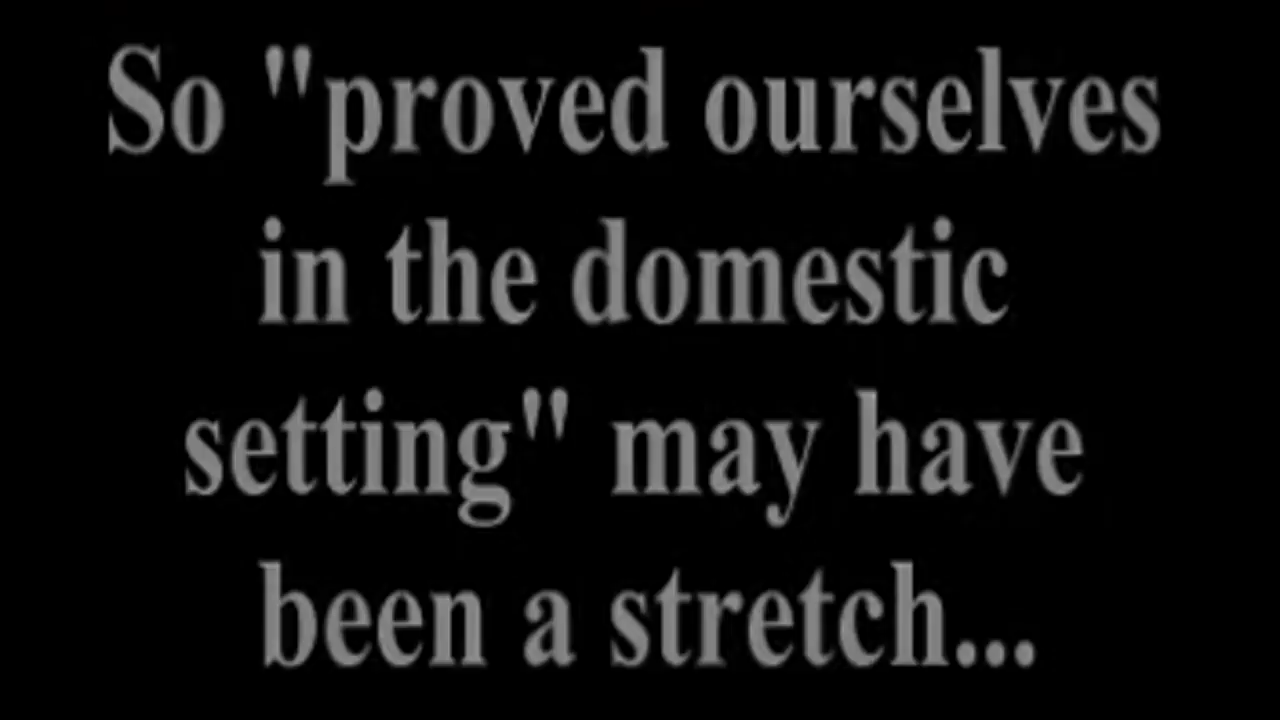 So "proved ourselves
in the domestic
setting" may have
been a stretch...